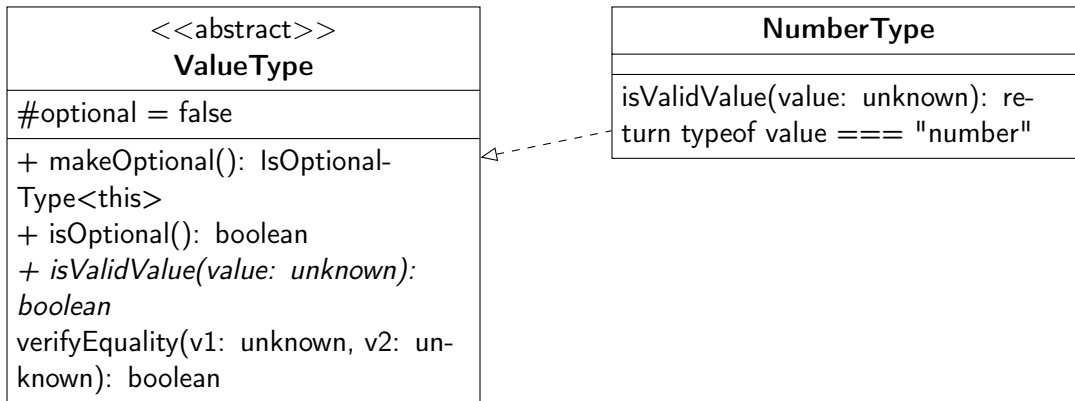 <<abstract>>
ValueType
#optional = false
+ makeOptional(): IsOptional-
Type<this>
+ isOptional(): boolean
+ isValidValue(value: unknown):
boolean
verifyEquality(v1: unknown, v2: un-
known): boolean
NumberType
isValidValue(value: unknown): re-
turn typeof value === "number"